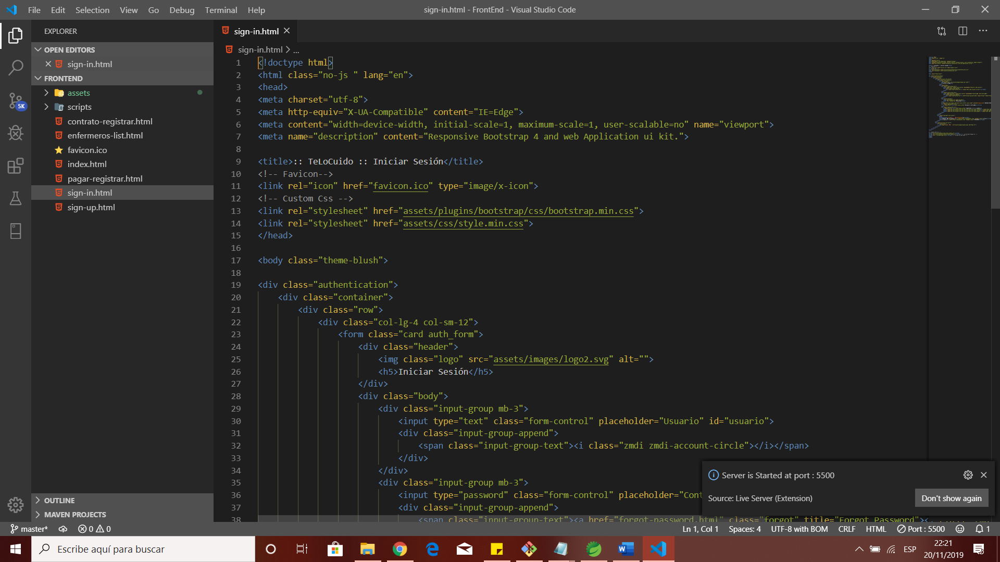 File Edit Selection View Go Debug Terminal Help
sign-in.html - FrontEnd - Visual Studio Code
EXPLORER
OPEN EDITORS
sign-in.html
FRONTEND
assets
scripts
contrato-registrar.html
enfermeros-list.html
favicon.ico
index.html
pagar-registrar.html
sign-in.html
sign-up.html
OUTLINE
MAVEN PROJECTS
5K
sign-in.html
sign-in.html > ...
1 <!doctype html>
2 <html class="no-js " lang="en">
3 <head>
4 <meta charset="utf-8">
5 <meta http-equiv="X-UA-Compatible" content="IE=Edge">
6 <meta content="width=device-width, initial-scale=1, maximum-scale=1, user-scalable=no" name="viewport">
7 <meta name="description" content="Responsive Bootstrap 4 and web Application ui kit.">
8
9 <title>:: TeLoCuido :: Iniciar Sesión</title>
10 <!-- Favicon-->
11 <link rel="icon" href="favicon.ico" type="image/x-icon">
12 <!-- Custom Css -->
13 <link rel="stylesheet" href="assets/plugins/bootstrap/css/bootstrap.min.css">
14 <link rel="stylesheet" href="assets/css/style.min.css">
15 </head>
16
17 <body class="theme-blush">
18
19 <div class="authentication">
20 <div class="container">
21 <div class="row">
22 <div class="col-lg-4 col-sm-12">
23 <form class="card auth_form">
24 <div class="header">
25 <img class="logo" src="assets/images/logo2.svg" alt="">
26 <h5>Iniciar Sesión</h5>
27 </div>
28 <div class="body">
29 <div class="input-group mb-3">
30 <input type="text" class="form-control" placeholder="Usuario" id="usuario">
31 <div class="input-group-append">
32 <span class="input-group-text"><i class="zmdi zmdi-account-circle"></i></span>
33 </div>
34 </div>
35 <div class="input-group mb-3">
36 <input type="password" class="form-control" placeholder="Cont
37 <div class="input-group-append">
38 <span class="input-group-text"><a href="forgot-password.html" class="forgot" title="Forgot Password"><
Server is Started at port : 5500
Source: Live Server (Extension)
Don't show again
master* 0 0
Ln 1, Col 1 Spaces: 4 UTF-8 with BOM CRLF HTML Port : 5500 1
Escribe aquí para buscar
ESP
22:21
20/11/2019